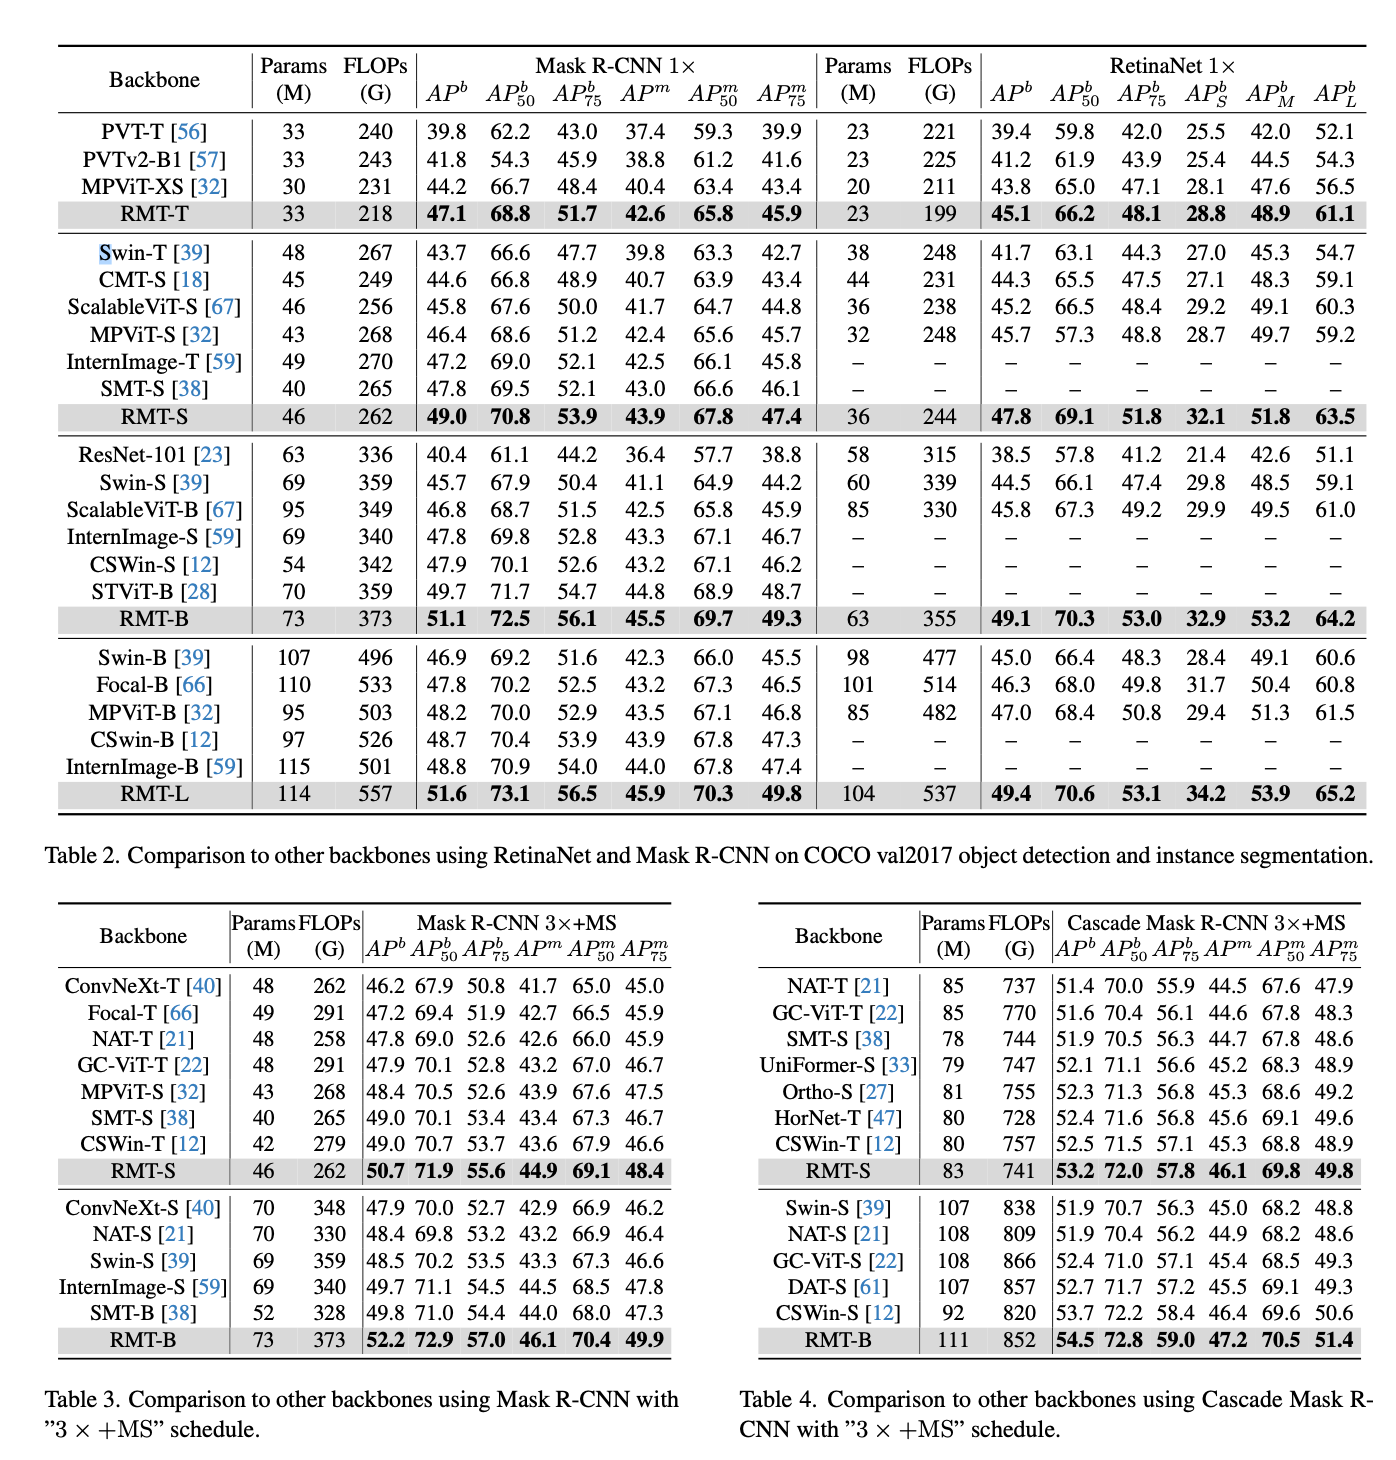 Backbone Params FLOPs Mask R-CNN 1× Params FLOPs RetinaNet 1×
(M) (G) AP^b AP^b_50 AP^b_75 AP^m AP^m_50 AP^m_75 (M) (G) AP^b AP^b_50 AP^b_75 AP^b_S AP^b_M AP^b_L
PVT-T [56] 33 240 39.8 62.2 43.0 37.4 59.3 39.9 23 221 39.4 59.8 42.0 25.5 42.0 52.1
PVTv2-B1 [57] 33 243 41.8 54.3 45.9 38.8 61.2 41.6 23 225 41.2 61.9 43.9 25.4 44.5 54.3
MPViT-XS [32] 30 231 44.2 66.7 48.4 40.4 63.4 43.4 20 211 43.8 65.0 47.1 28.1 47.6 56.5
RMT-T 33 218 47.1 68.8 51.7 42.6 65.8 45.9 23 199 45.1 66.2 48.1 28.8 48.9 61.1
Swin-T [39] 48 267 43.7 66.6 47.7 39.8 63.3 42.7 38 248 41.7 63.1 44.3 27.0 45.3 54.7
CMT-S [18] 45 249 44.6 66.8 48.9 40.7 63.9 43.4 44 231 44.3 65.5 47.5 27.1 48.3 59.1
ScalableViT-S [67] 46 256 45.8 67.6 50.0 41.7 64.7 44.8 36 238 45.2 66.5 48.4 29.2 49.1 60.3
MPViT-S [32] 43 268 46.4 68.6 51.2 42.4 65.6 45.7 32 248 45.7 57.3 48.8 28.7 49.7 59.2
InternImage-T [59] 49 270 47.2 69.0 52.1 42.5 66.1 45.8 – – – – – – – –
SMT-S [38] 40 265 47.8 69.5 52.1 43.0 66.6 46.1 – – – – – – – –
RMT-S 46 262 49.0 70.8 53.9 43.9 67.8 47.4 36 244 47.8 69.1 51.8 32.1 51.8 63.5
ResNet-101 [23] 63 336 40.4 61.1 44.2 36.4 57.7 38.8 58 315 38.5 57.8 41.2 21.4 42.6 51.1
Swin-S [39] 69 359 45.7 67.9 50.4 41.1 64.9 44.2 60 339 44.5 66.1 47.4 29.8 48.5 59.1
ScalableViT-B [67] 95 349 46.8 68.7 51.5 42.5 65.8 45.9 85 330 45.8 67.3 49.2 29.9 49.5 61.0
InternImage-S [59] 69 340 47.8 69.8 52.8 43.3 67.1 46.7 – – – – – – – –
CSWin-S [12] 54 342 47.9 70.1 52.6 43.2 67.1 46.2 – – – – – – – –
STViT-B [28] 70 359 49.7 71.7 54.7 44.8 68.9 48.7 – – – – – – – –
RMT-B 73 373 51.1 72.5 56.1 45.5 69.7 49.3 63 355 49.1 70.3 53.0 32.9 53.2 64.2
Swin-B [39] 107 496 46.9 69.2 51.6 42.3 66.0 45.5 98 477 45.0 66.4 48.3 28.4 49.1 60.6
Focal-B [66] 110 533 47.8 70.2 52.5 43.2 67.3 46.5 101 514 46.3 68.0 49.8 31.7 50.4 60.8
MPViT-B [32] 95 503 48.2 70.0 52.9 43.5 67.1 46.8 85 482 47.0 68.4 50.8 29.4 51.3 61.5
CSwin-B [12] 97 526 48.7 70.4 53.9 43.9 67.8 47.3 – – – – – – – –
InternImage-B [59] 115 501 48.8 70.9 54.0 44.0 67.8 47.4 – – – – – – – –
RMT-L 114 557 51.6 73.1 56.5 45.9 70.3 49.8 104 537 49.4 70.6 53.1 34.2 53.9 65.2
Table 2. Comparison to other backbones using RetinaNet and Mask R-CNN on COCO val2017 object detection and instance segmentation.
Backbone Params FLOPs Mask R-CNN 3×+MS
(M) (G) AP^b AP^b_50 AP^b_75 AP^m AP^m_50 AP^m_75
ConvNeXt-T [40] 48 262 46.2 67.9 50.8 41.7 65.0 45.0
Focal-T [66] 49 291 47.2 69.4 51.9 42.7 66.5 45.9
NAT-T [21] 48 258 47.8 69.0 52.6 42.6 66.0 45.9
GC-ViT-T [22] 48 291 47.9 70.1 52.8 43.2 67.0 46.7
MPViT-S [32] 43 268 48.4 70.5 52.6 43.9 67.6 47.5
SMT-S [38] 40 265 49.0 70.1 53.4 43.4 67.3 46.7
CSWin-T [12] 42 279 49.0 70.7 53.7 43.6 67.9 46.6
RMT-S 46 262 50.7 71.9 55.6 44.9 69.1 48.4
ConvNeXt-S [40] 70 348 47.9 70.0 52.7 42.9 66.9 46.2
NAT-S [21] 70 330 48.4 69.8 53.2 43.2 66.9 46.4
Swin-S [39] 69 359 48.5 70.2 53.5 43.3 67.3 46.6
InternImage-S [59] 69 340 49.7 71.1 54.5 44.5 68.5 47.8
SMT-B [38] 52 328 49.8 71.0 54.4 44.0 68.0 47.3
RMT-B 73 373 52.2 72.9 57.0 46.1 70.4 49.9
Table 3. Comparison to other backbones using Mask R-CNN with
”3 × +MS” schedule.
Backbone Params FLOPs Cascade Mask R-CNN 3×+MS
(M) (G) AP^b AP^b_50 AP^b_75 AP^m AP^m_50 AP^m_75
NAT-T [21] 85 737 51.4 70.0 55.9 44.5 67.6 47.9
GC-ViT-T [22] 85 770 51.6 70.4 56.1 44.6 67.8 48.3
SMT-S [38] 78 744 51.9 70.5 56.3 44.7 67.8 48.6
UniFormer-S [33] 79 747 52.1 71.1 56.6 45.2 68.3 48.9
Ortho-S [27] 81 755 52.3 71.3 56.8 45.3 68.6 49.2
HorNet-T [47] 80 728 52.4 71.6 56.8 45.6 69.1 49.6
CSWin-T [12] 80 757 52.5 71.5 57.1 45.3 68.8 48.9
RMT-S 83 741 53.2 72.0 57.8 46.1 69.8 49.8
Swin-S [39] 107 838 51.9 70.7 56.3 45.0 68.2 48.8
NAT-S [21] 108 809 51.9 70.4 56.2 44.9 68.2 48.6
GC-ViT-S [22] 108 866 52.4 71.0 57.1 45.4 68.5 49.3
DAT-S [61] 107 857 52.7 71.7 57.2 45.5 69.1 49.3
CSWin-S [12] 92 820 53.7 72.2 58.4 46.4 69.6 50.6
RMT-B 111 852 54.5 72.8 59.0 47.2 70.5 51.4
Table 4. Comparison to other backbones using Cascade Mask R-
CNN with ”3 × +MS” schedule.